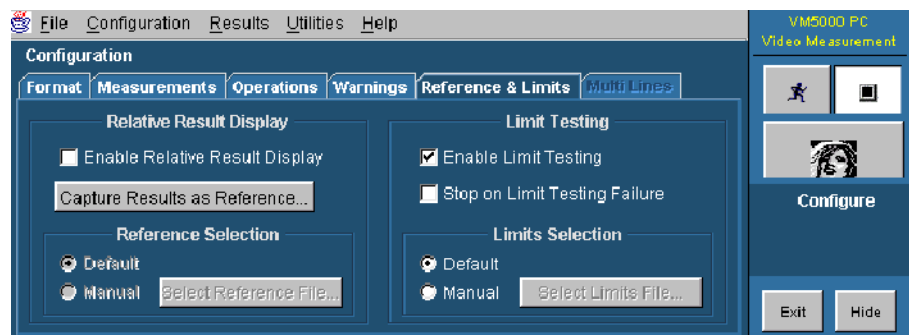 File Configuration Results Utilities Help
VM5000 PC
Video Measurement
Configuration
Format Measurements Operations Warnings Reference & Limits Multi Lines
Relative Result Display
Enable Relative Result Display
Capture Results as Reference...
Reference Selection
Default
Manual Select Reference File...
Limit Testing
Enable Limit Testing
Stop on Limit Testing Failure
Limits Selection
Default
Manual Select Limits File...
Configure
Exit Hide